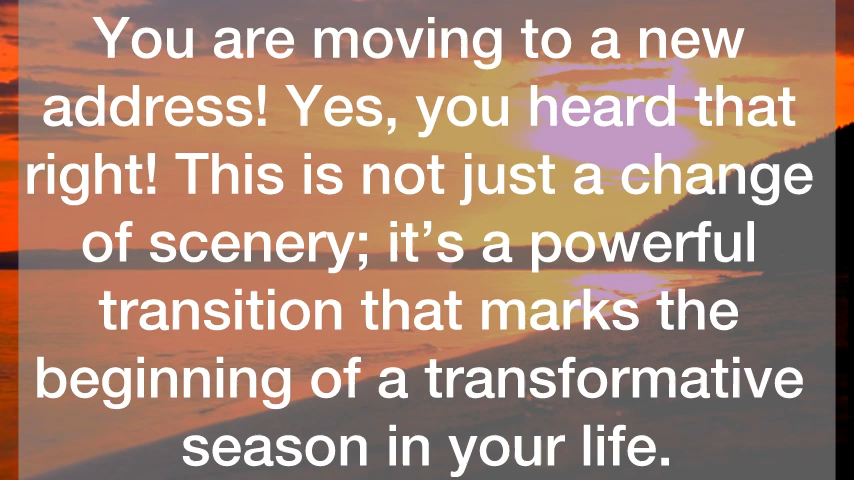 You are moving to a new
address! Yes, you heard that
right! This is not just a change
of scenery; it’s a powerful
transition that marks the
beginning of a transformative
season in your life.